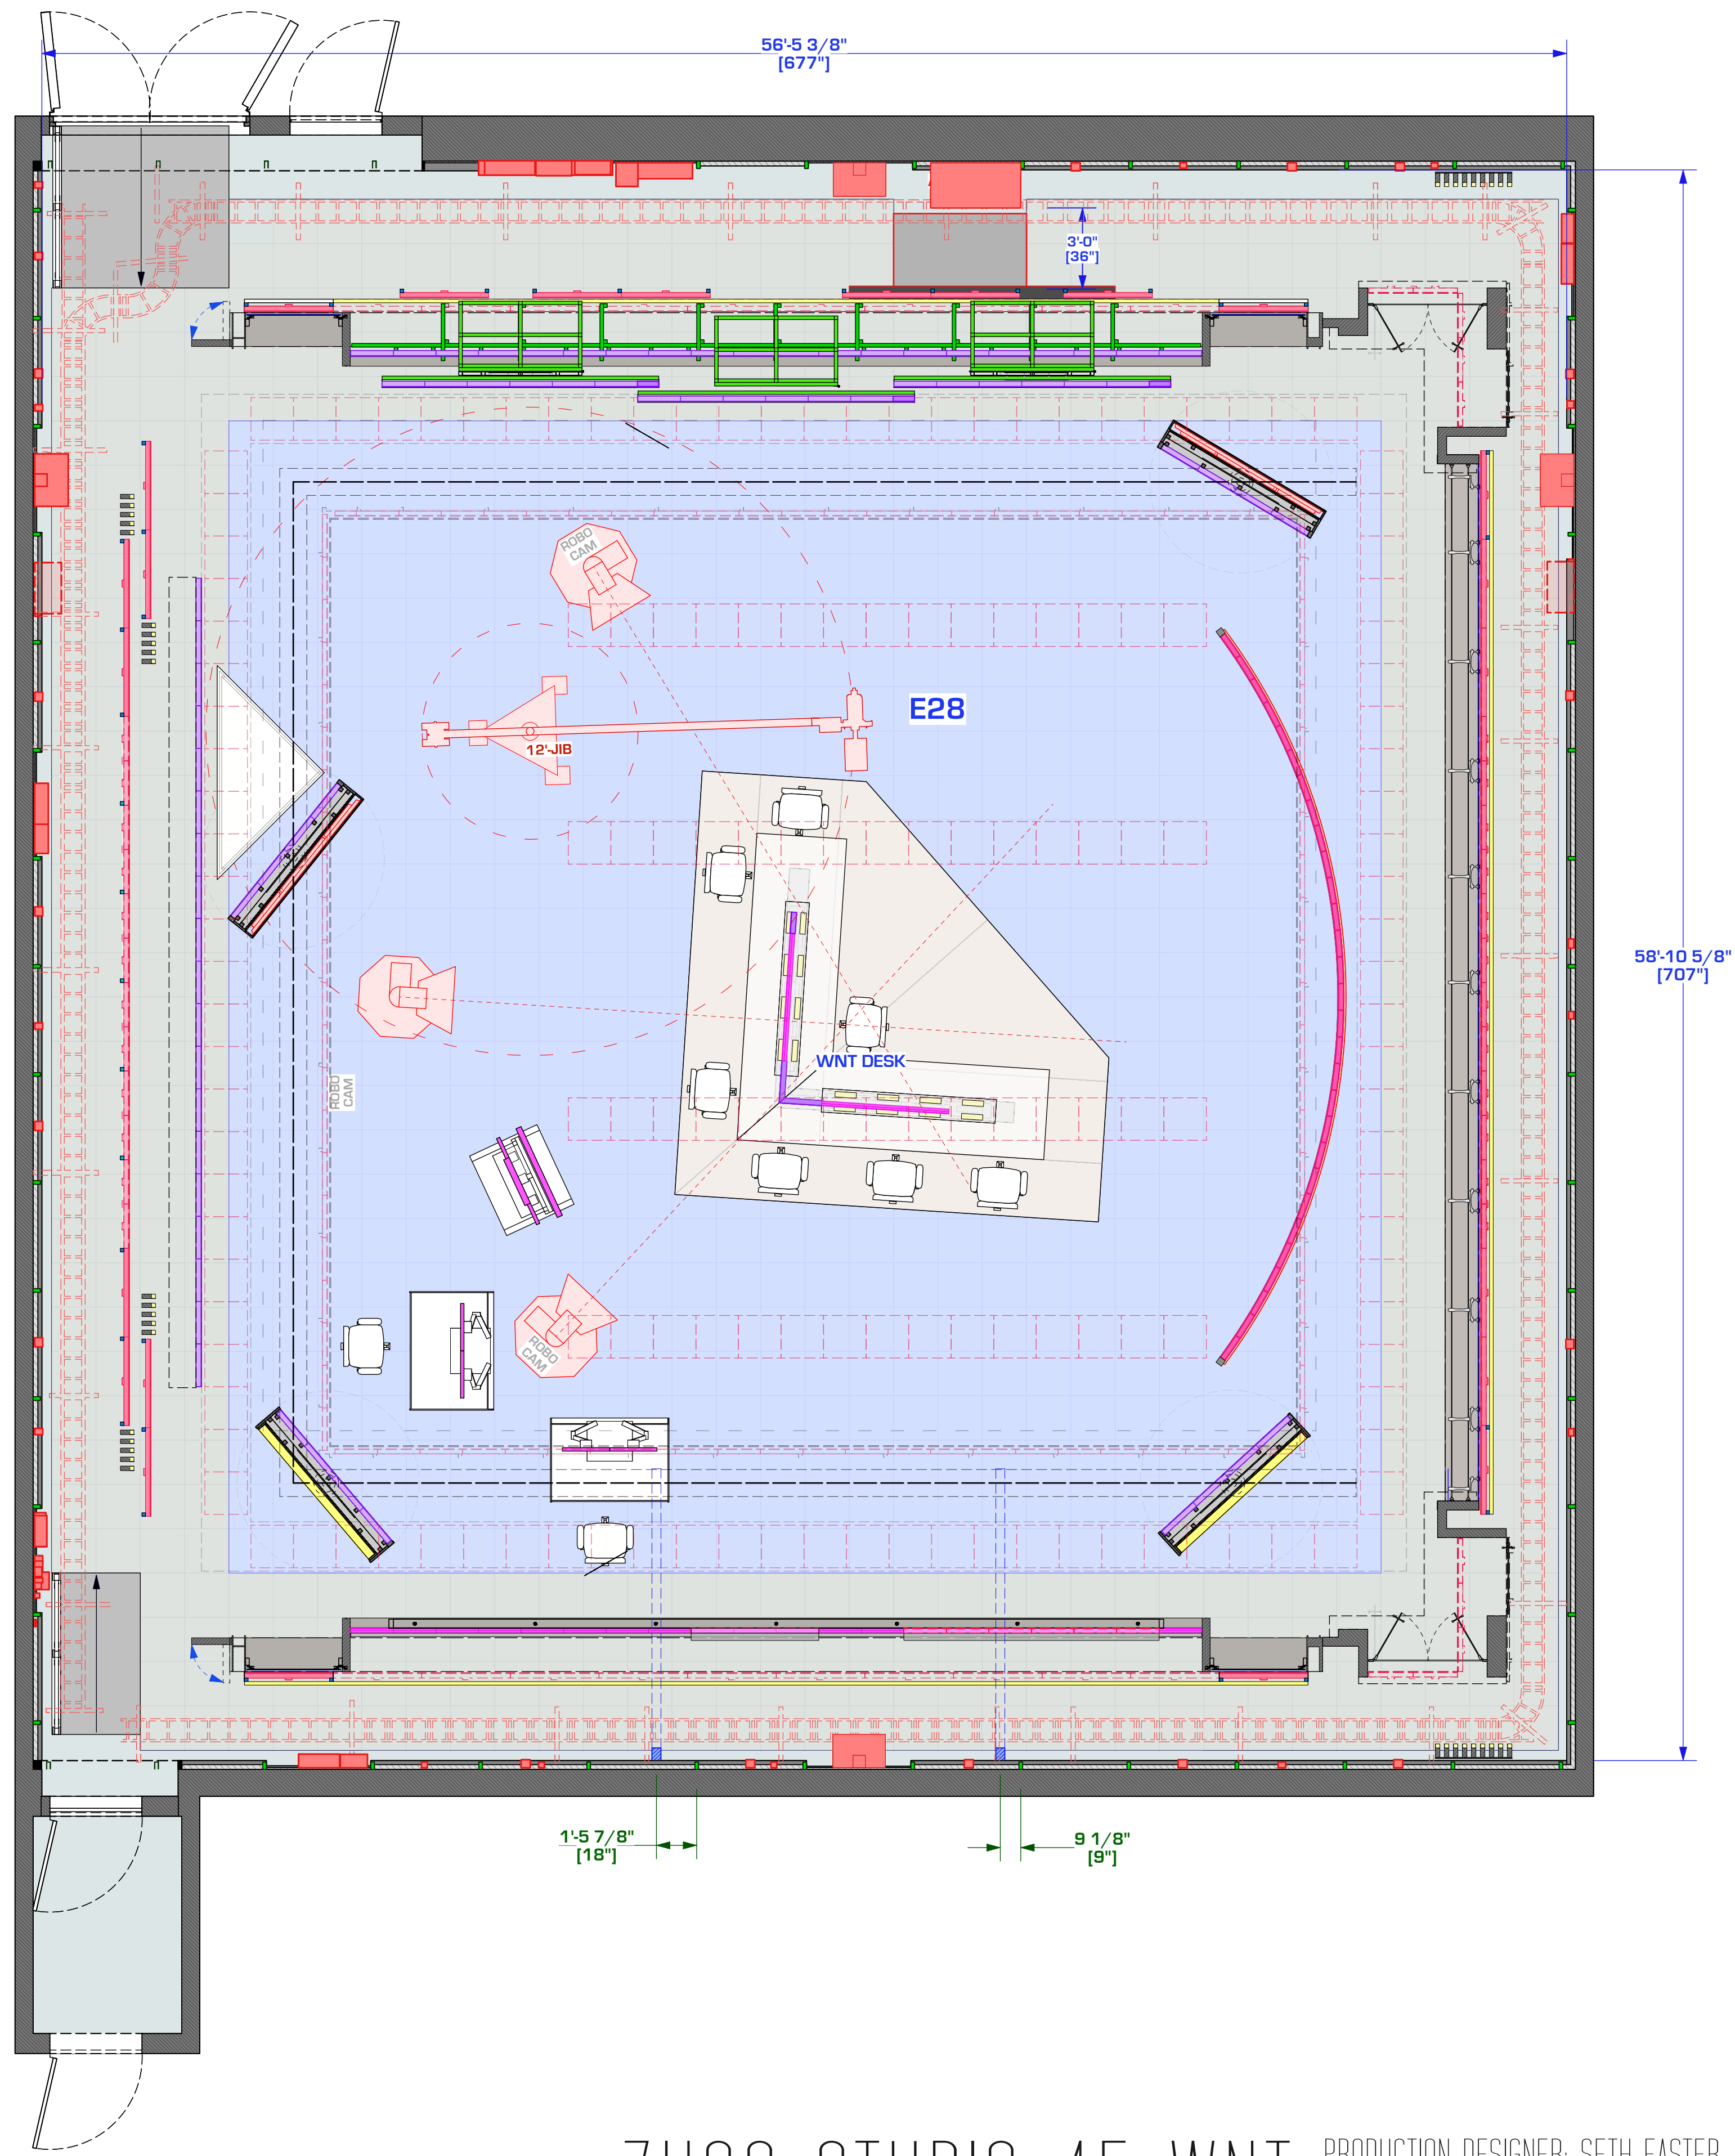 56'-5 3/8"
[677"]
3'-0"
[36"]
ROBO
CAM
E28
12'-JIB
58'-10 5/8"
[707"]
WNT DESK
ROBO
CAM
ROBO
CAM
1'-5 7/8"
[18"]
9 1/8"
[9"]
PRODUCTION DESIGNER: SETH EASTER